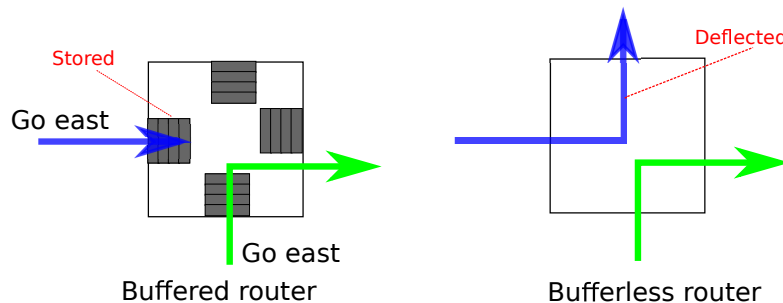 Stored
Deflected
Go east
Go east
Buffered router
Bufferless router